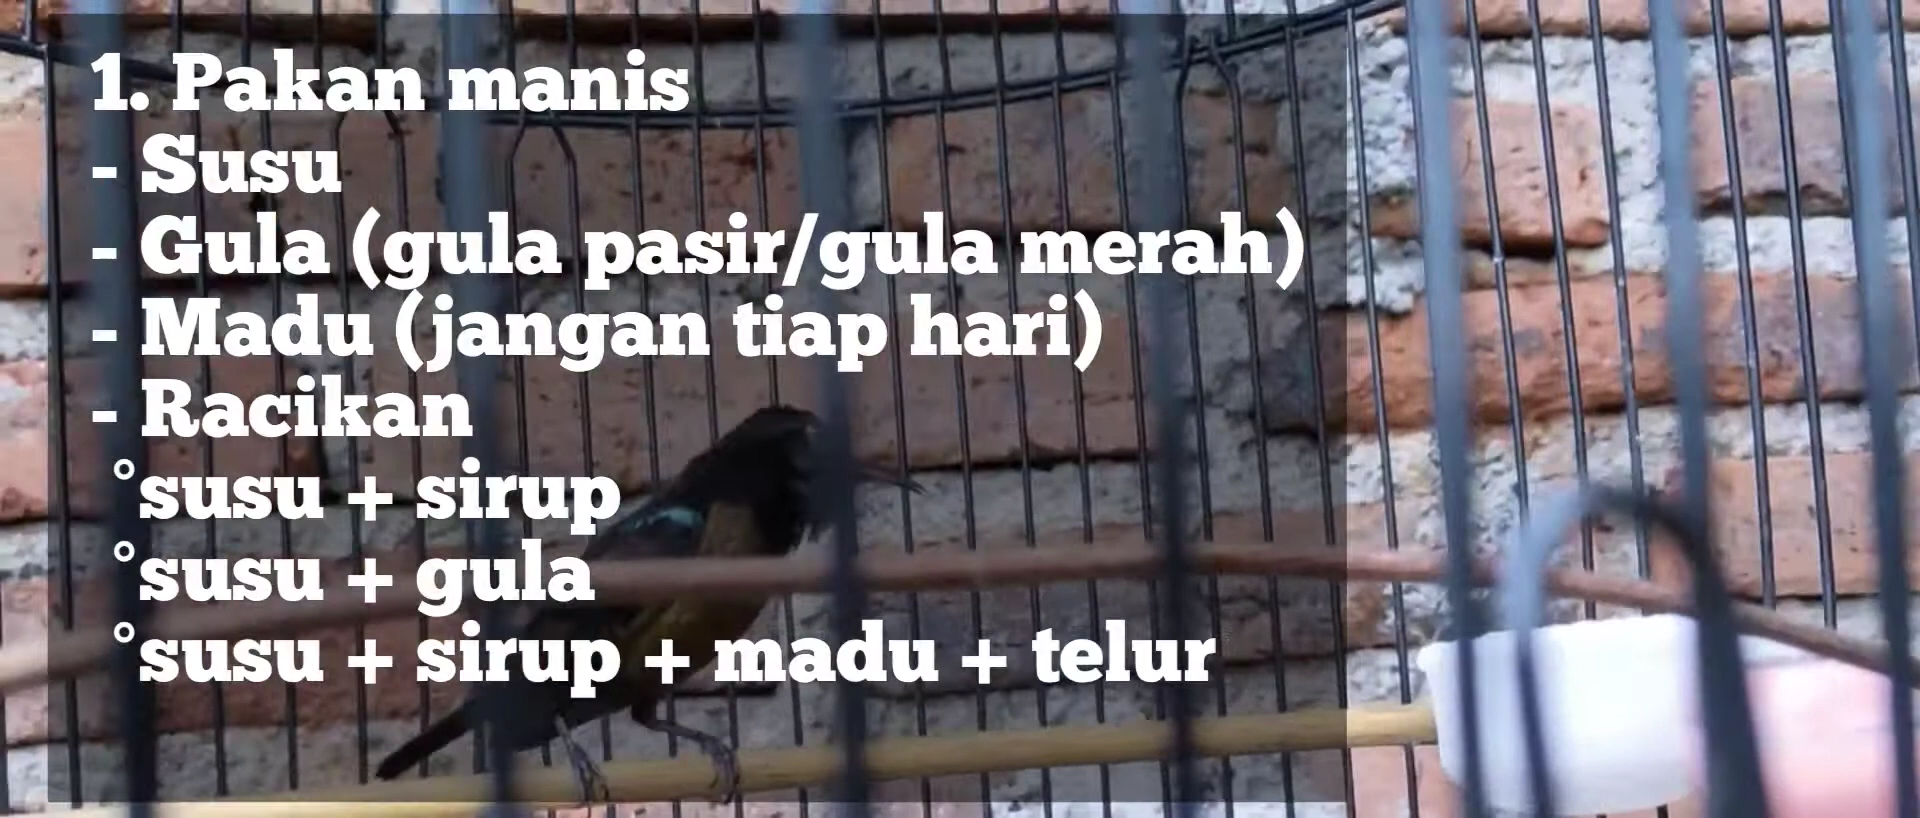 1. Pakan manis
- Susu
- Gula (gula pasir/gula merah)
- Madu (jangan tiap hari)
- Racikan
°susu + sirup
°susu + gula
°susu + sirup + madu + telur